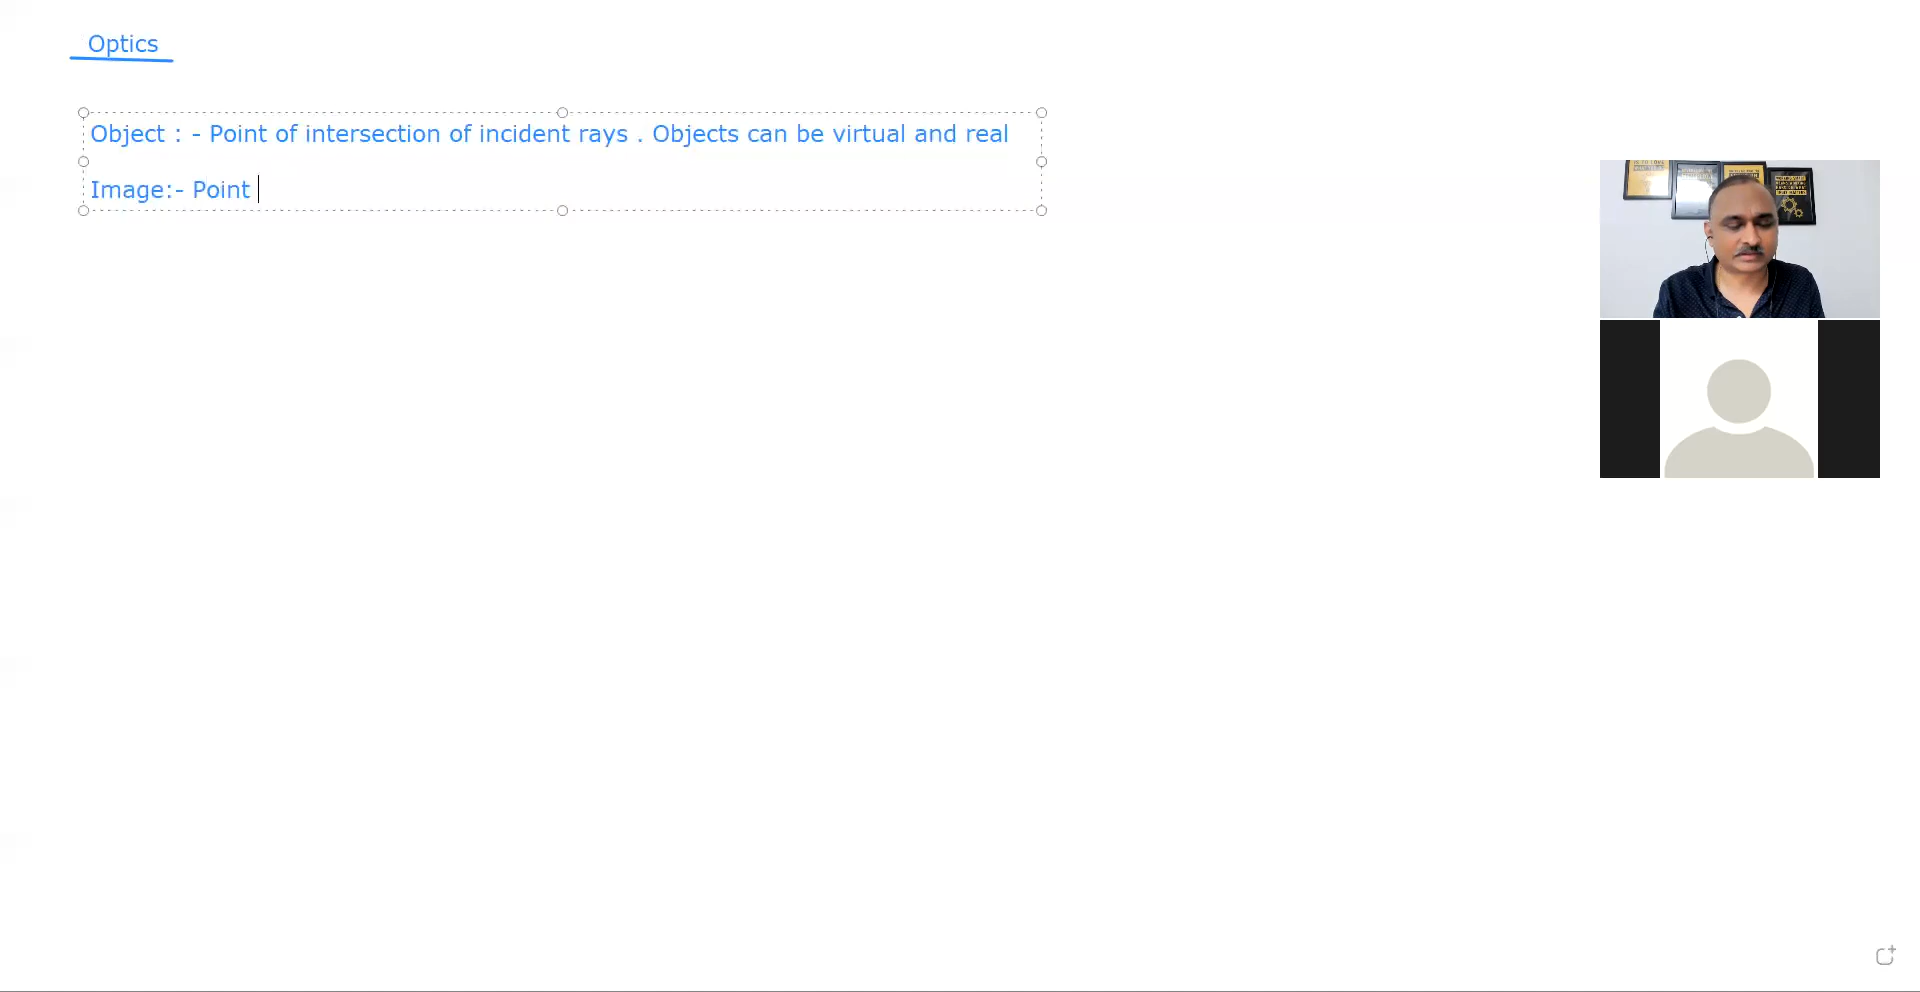 Optics
Object : - Point of intersection of incident rays . Objects can be virtual and real
Image:- Point